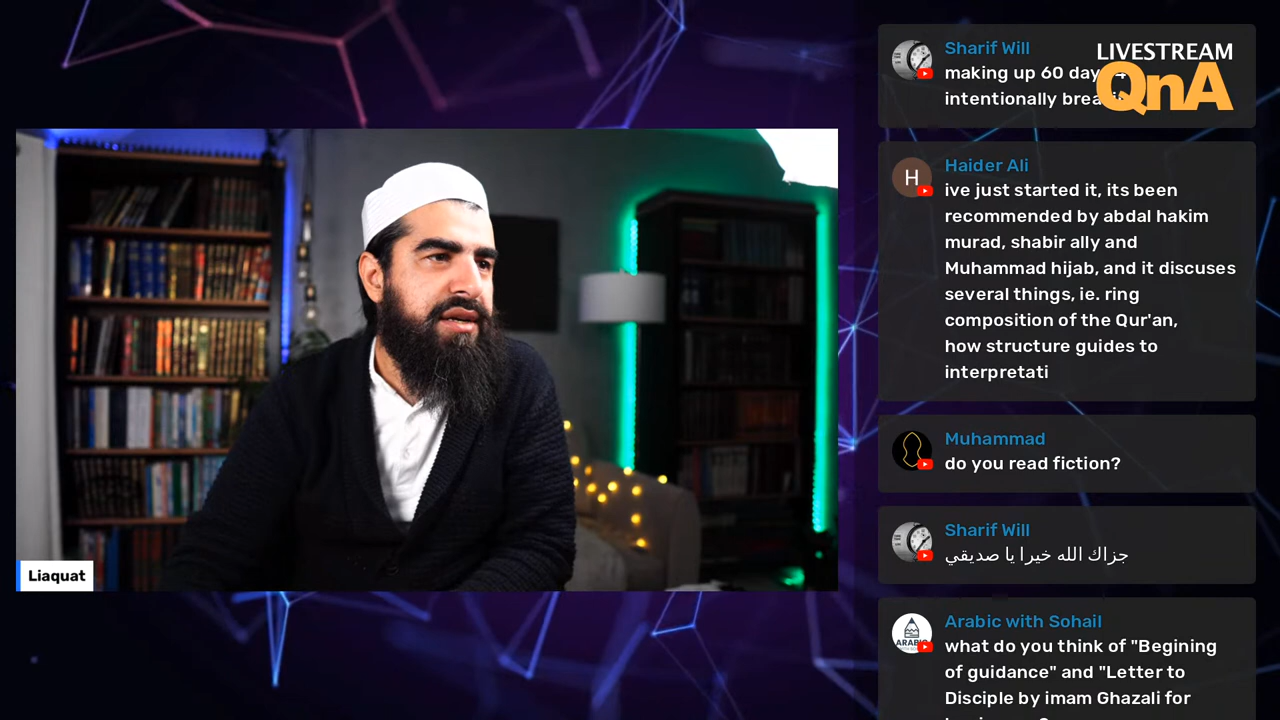 Sharif Will
making up 60 day
intentionally brea
LIVESTREAM
QnA
H
Haider Ali
ive just started it, its been
recommended by abdal hakim
murad, shabir ally and
Muhammad hijab, and it discuses
several things, ie. ring
composition of the Qur'an,
how structure guides to
interpretati
Muhammad
do you read fiction?
Sharif Will
جزاك الله خيرا يا صديقي
Arabic with Sohail
what do you think of "Begining
of guidance" and "Letter to
Disciple by imam Ghazali for
Liaquat